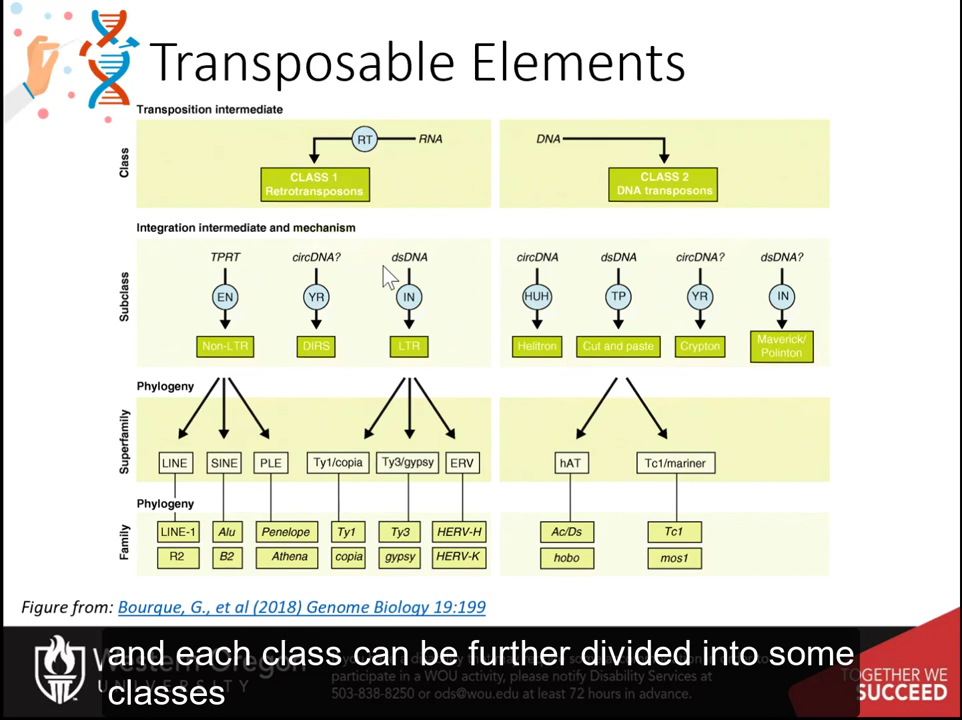 Transposable Elements
Transposition intermediate
Class
RT
RNA
DNA
CLASS 1
Retrotransposons
CLASS 2
DNA transposons
Integration intermediate and mechanism
Subclass
TPRT circDNA? dsDNA circDNA dsDNA circDNA? dsDNA?
EN YR IN HUH TP YR IN
Non-LTR DIRS LTR Helitron Cut and paste Crypton Maverick/
Polinton
Phylogeny
Superfamily
LINE SINE PLE Ty1/copia Ty3/gypsy ERV hAT Tc1/mariner
Phylogeny
Family
LINE-1 Alu Penelope Ty1 Ty3 HERV-H Ac/Ds Tc1
R2 B2 Athena copia gypsy HERV-K hobo mos1
Figure from: Bourque, G., et al (2018) Genome Biology 19:199
and each class can be further divided into some
classes
Western Oregon
UNIVERSITY
participate in a WOU activity, please notify Disability Services at
503-838-8250 or ods@wou.edu at least 72 hours in advance.
TOGETHER WE
SUCCEED